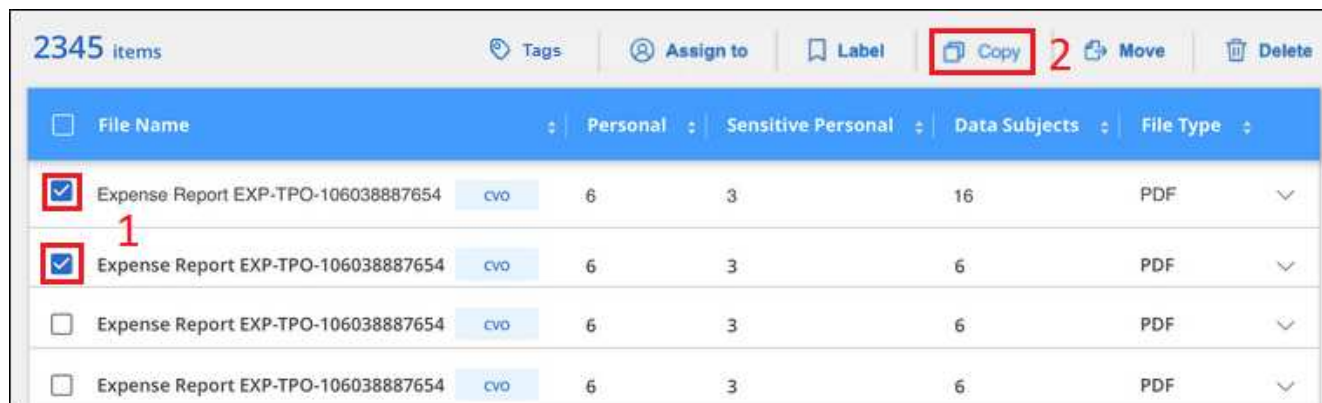 2345 items Tags Assign to Label Copy 2 Move Delete
File Name Personal Sensitive Personal Data Subjects File Type
Expense Report EXP-TPO-106038887654 CVO 6 3 16 PDF
1
Expense Report EXP-TPO-106038887654 CVO 6 3 6 PDF
Expense Report EXP-TPO-106038887654 CVO 6 3 6 PDF
Expense Report EXP-TPO-106038887654 CVO 6 3 6 PDF